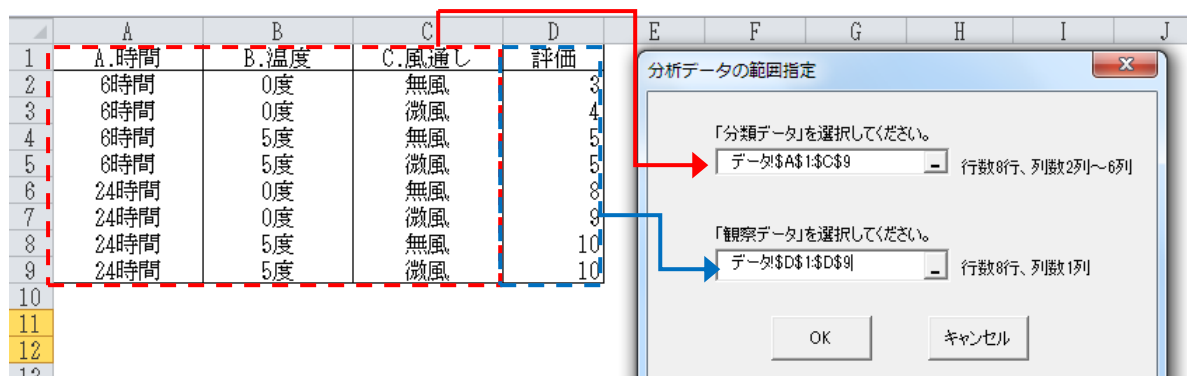 A B C D E F G H I J
1 A.時間 B.温度 C.風通し 評価
2 6時間 0度 無風 3
3 6時間 0度 微風 4
4 6時間 5度 無風 5
5 6時間 5度 微風 5
6 24時間 0度 無風 8
7 24時間 0度 微風 9
8 24時間 5度 無風 10
9 24時間 5度 微風 10
10
11
12
13
分析データの範囲指定
「分類データ」を選択してください。
データ!$A$1:$C$9 行数8行、列数2列～6列
「観察データ」を選択してください。
データ!$D$1:$D$9 行数8行、列数1列
OK キャンセル